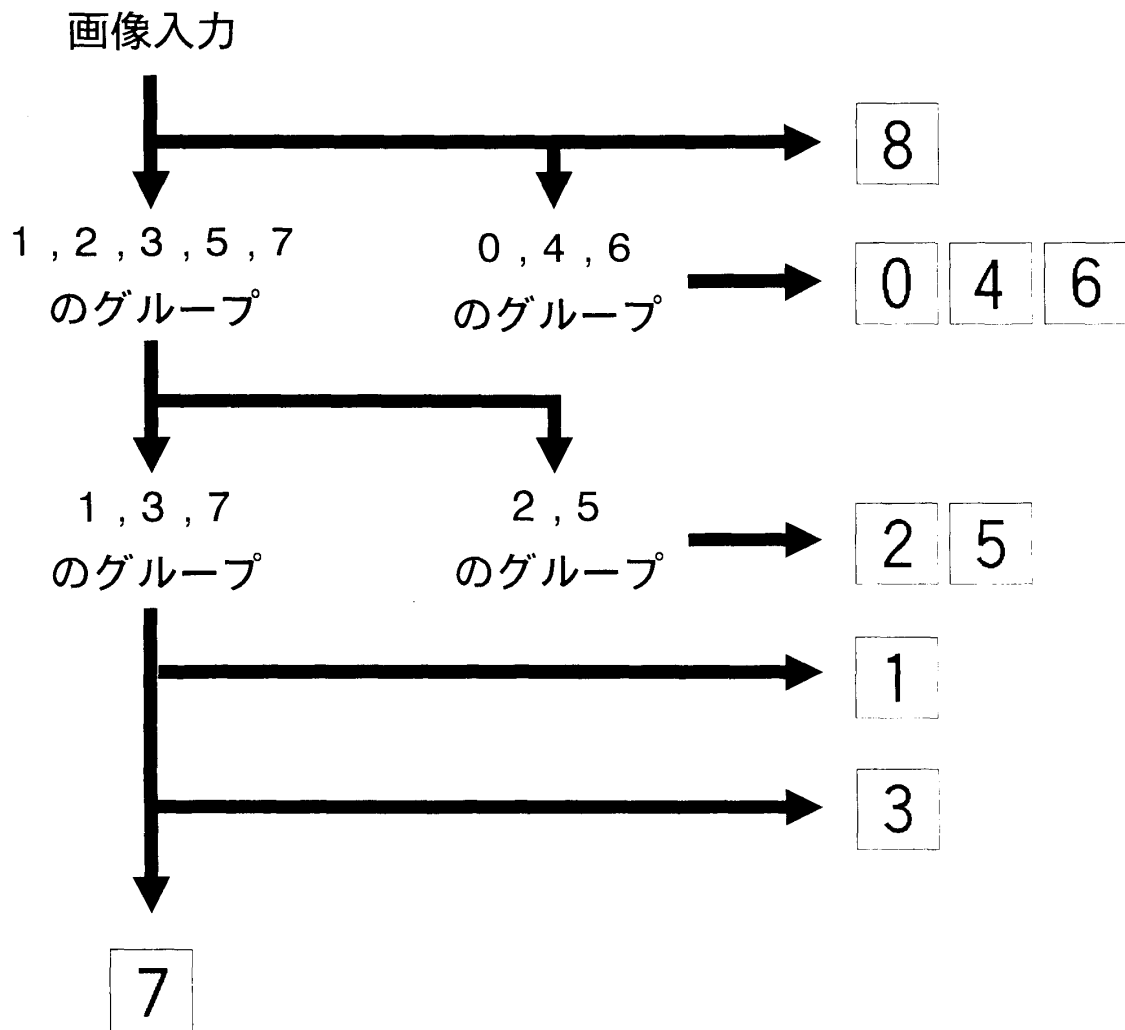 画像入力
8
1 , 2 , 3 , 5 , 7
のグループ
0 , 4 , 6
のグループ
0 4 6
1 , 3 , 7
のグループ
2 , 5
のグループ
2 5
1
3
7